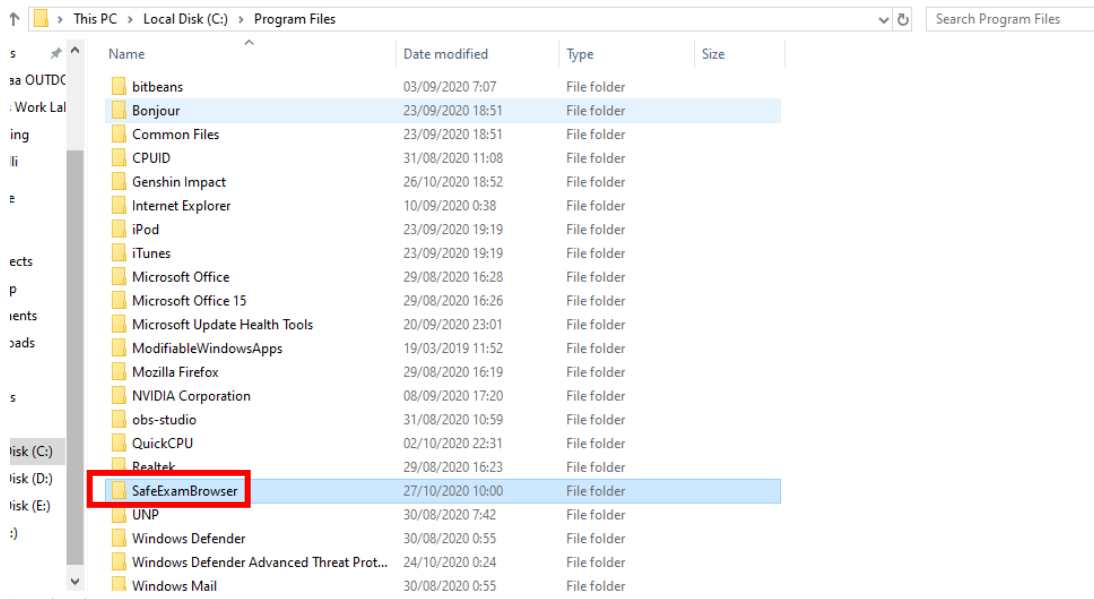 This PC > Local Disk (C:) > Program Files
Search Program Files
Name Date modified Type Size
bitbeans 03/09/2020 7:07 File folder
Bonjour 23/09/2020 18:51 File folder
Common Files 23/09/2020 18:51 File folder
CPUID 31/08/2020 11:08 File folder
Genshin Impact 26/10/2020 18:52 File folder
Internet Explorer 10/09/2020 0:38 File folder
iPod 23/09/2020 19:19 File folder
iTunes 23/09/2020 19:19 File folder
Microsoft Office 29/08/2020 16:28 File folder
Microsoft Office 15 29/08/2020 16:26 File folder
Microsoft Update Health Tools 20/09/2020 23:01 File folder
ModifiableWindowsApps 19/03/2019 11:52 File folder
Mozilla Firefox 29/08/2020 16:19 File folder
NVIDIA Corporation 08/09/2020 17:20 File folder
obs-studio 31/08/2020 10:59 File folder
QuickCPU 02/10/2020 22:31 File folder
Realtek 29/08/2020 16:23 File folder
SafeExamBrowser 27/10/2020 10:00 File folder
UNP 30/08/2020 7:42 File folder
Windows Defender 30/08/2020 0:55 File folder
Windows Defender Advanced Threat Prot... 24/10/2020 0:24 File folder
Windows Mail 30/08/2020 0:55 File folder
s
aa OUTDO
s Work Lal
ing
lli
e
ects
p
nents
oads
s
Disk (C:)
Disk (D:)
Disk (E:)
:)